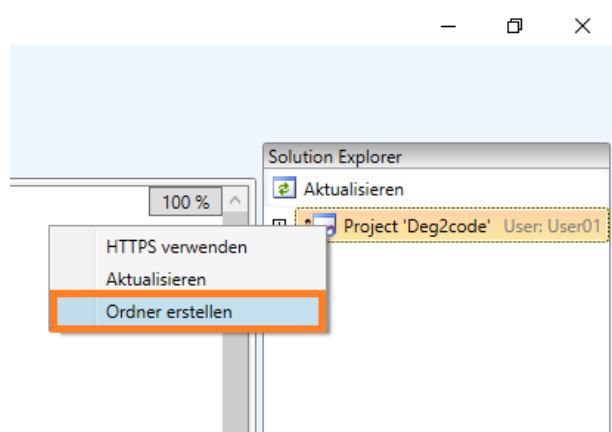 Solution Explorer
Aktualisieren
100 %
Project 'Deg2code' User: User01
HTTPS verwenden
Aktualisieren
Ordner erstellen